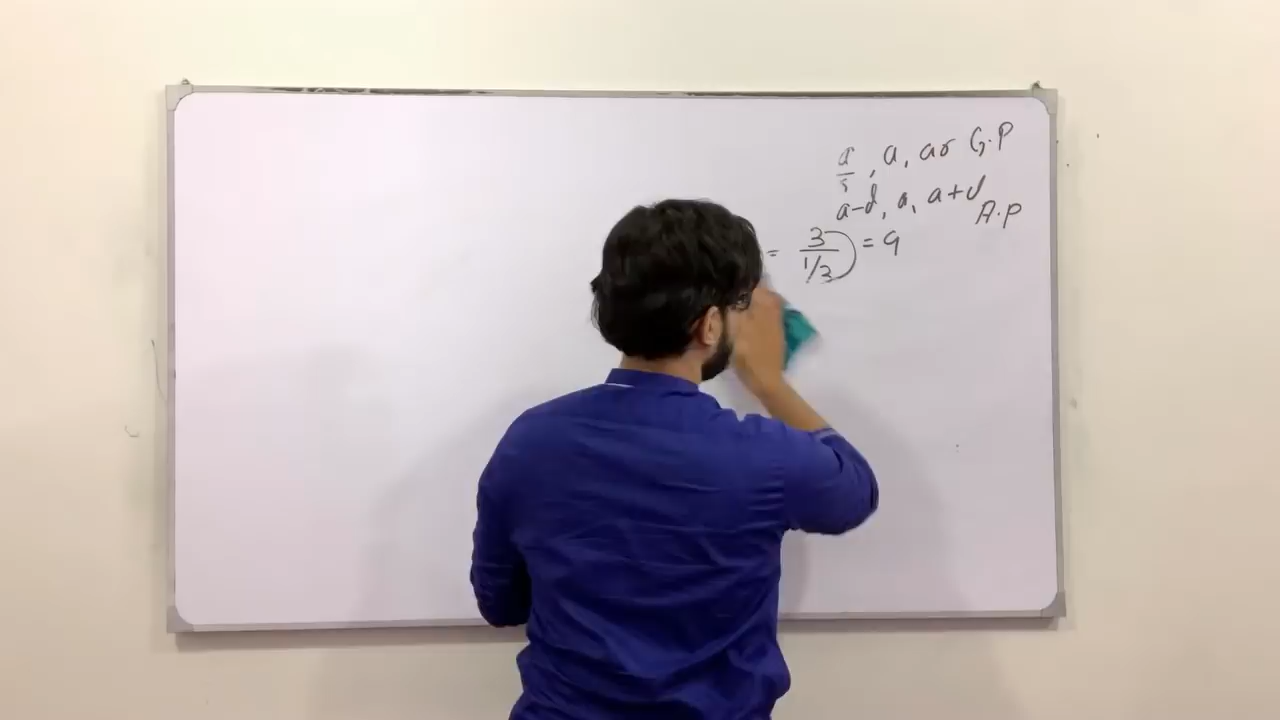 a/r, a, ar G.P
a-d, a, a+d
A.P
= 3/(1/3) = 9